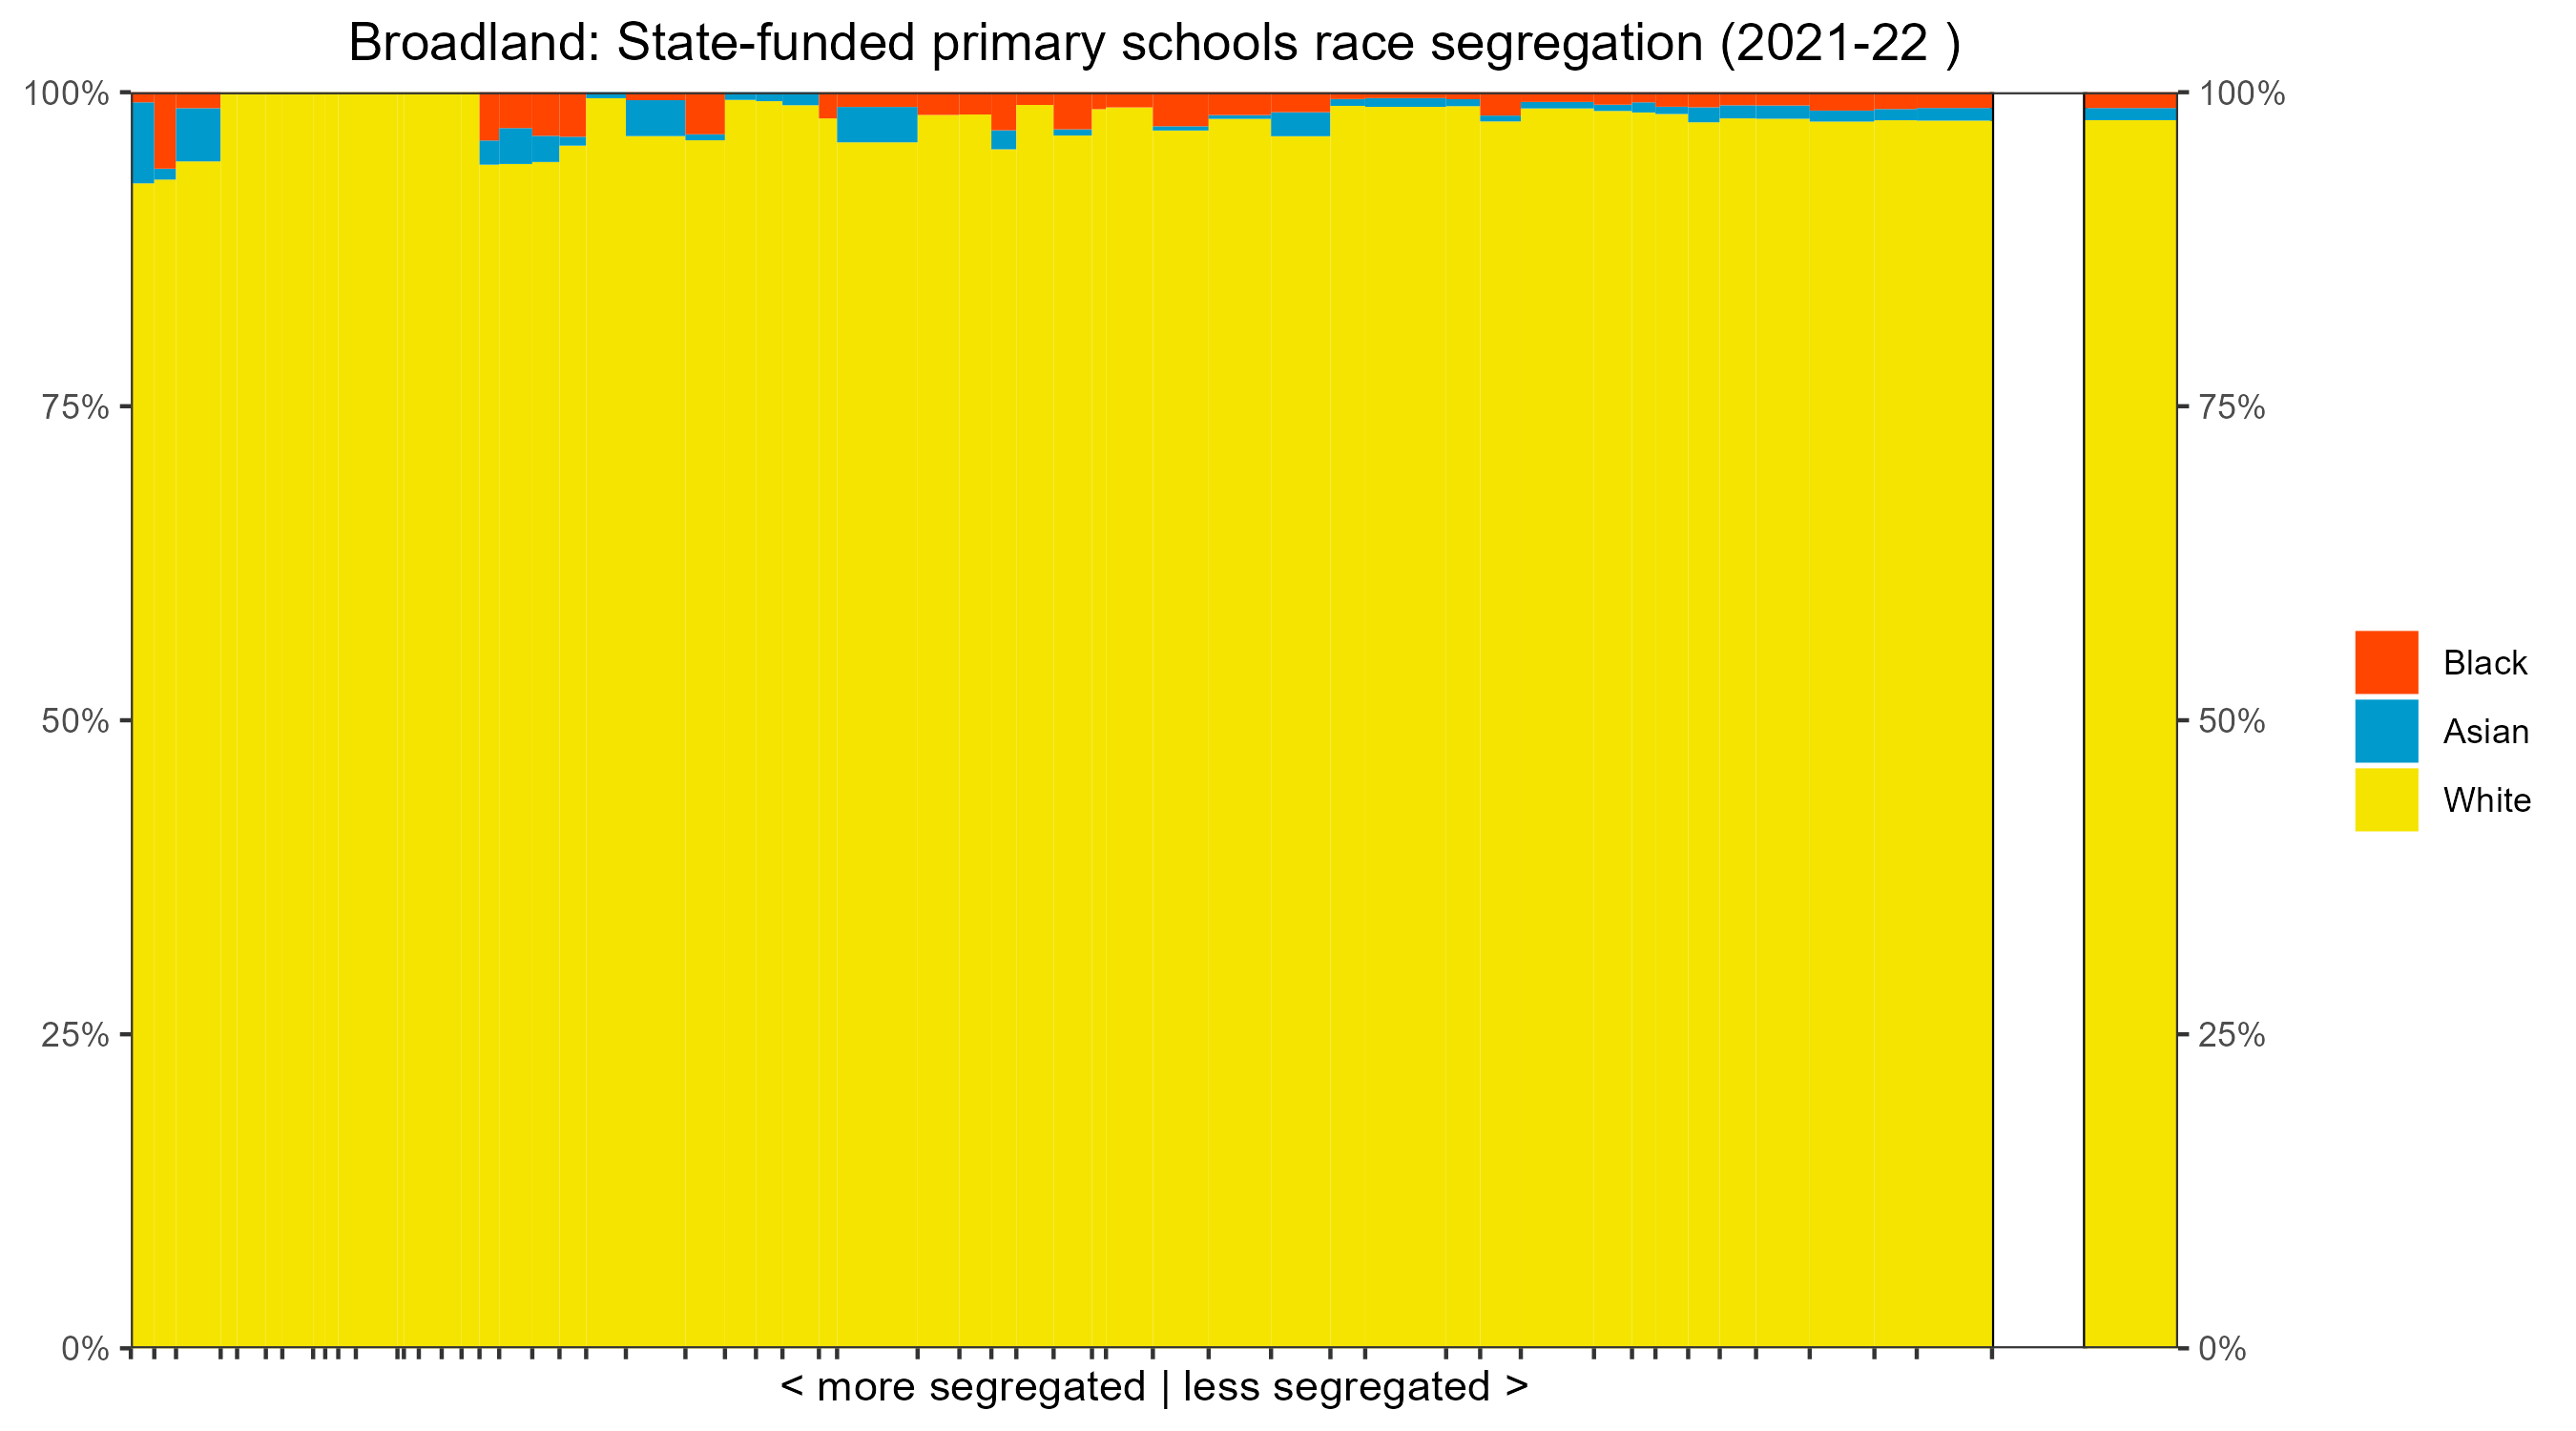 Broadland: State-funded primary schools race segregation (2021-22 )
100%
75%
50%
25%
0%
100%
75%
50%
25%
0%
< more segregated | less segregated >
Black
Asian
White